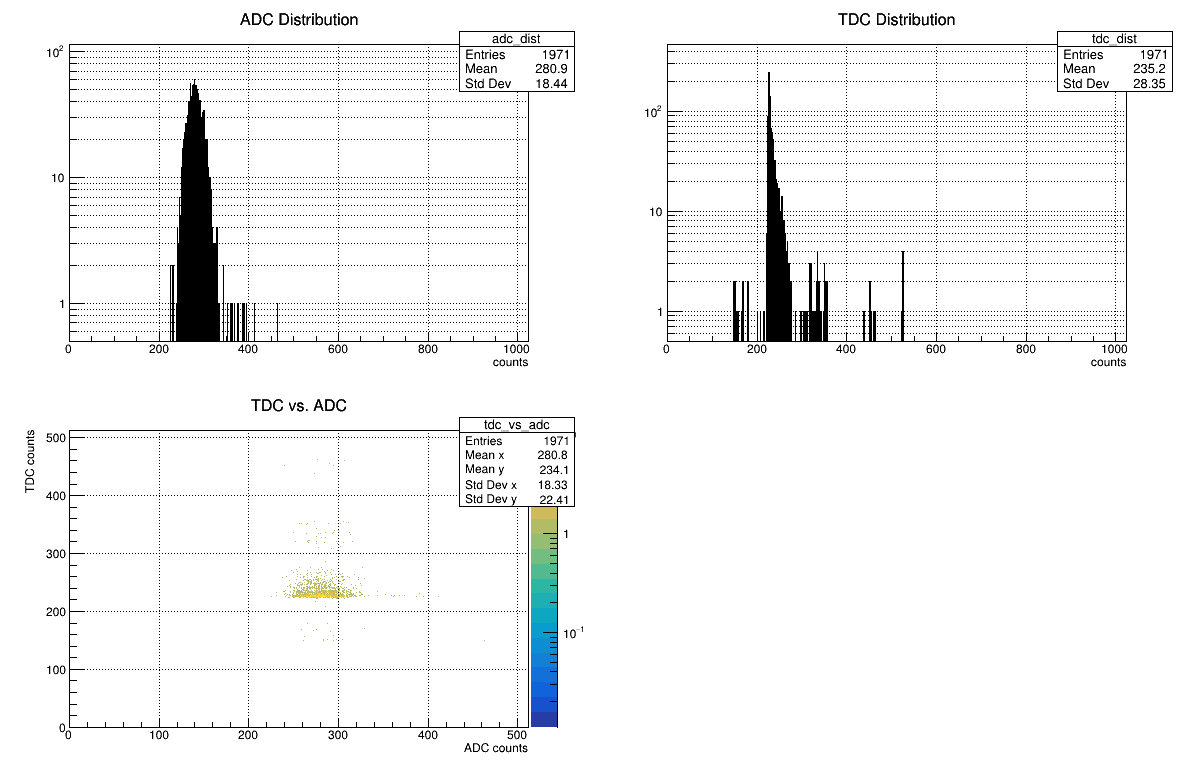 ADC Distribution
adc_dist
Entries 1971
Mean 280.9
Std Dev 18.44
10²
10
1
0 200 400 600 800 1000
counts
TDC Distribution
tdc_dist
Entries 1971
Mean 235.2
Std Dev 28.35
10²
10
1
0 200 400 600 800 1000
counts
TDC vs. ADC
tdc_vs_adc
Entries 1971
Mean x 280.8
Mean y 234.1
Std Dev x 18.33
Std Dev y 22.41
TDC counts
500
400
300
200
100
0
0 100 200 300 400 500
ADC counts
1
10⁻¹